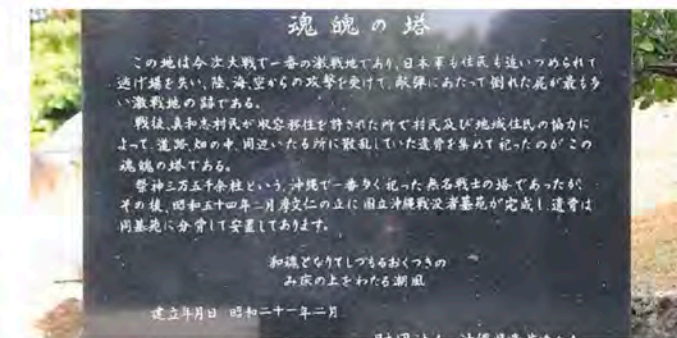 魂魄の塔
この地は今次大戦で一番の激戦地であり、日本軍も住民も追いつめられて
逃げ場を失い、陸、海、空からの攻撃を受けて、敵弾にあたって倒れた屍が最も多
い激戦地の跡である。
戦後、真和志村民が収容移住を許された所で村民及び地域住民の協力に
よって、道路、畑の中、周辺いたる所に散乱していた遺骨を集めて祀ったのがこの
魂魄の塔である。
祭神三万五千余柱という、沖縄で一番多く祀った無名戦士の塔であったが、
その後、昭和五十四年二月摩文仁の丘に国立沖縄戦没者墓苑が完成し、遺骨は
同墓苑に分骨して安置してあります。
和魂となりてしづもるおくつきの
み床の上をわたる潮風
建立年月日 昭和二十一年二月
財団法人 沖縄県